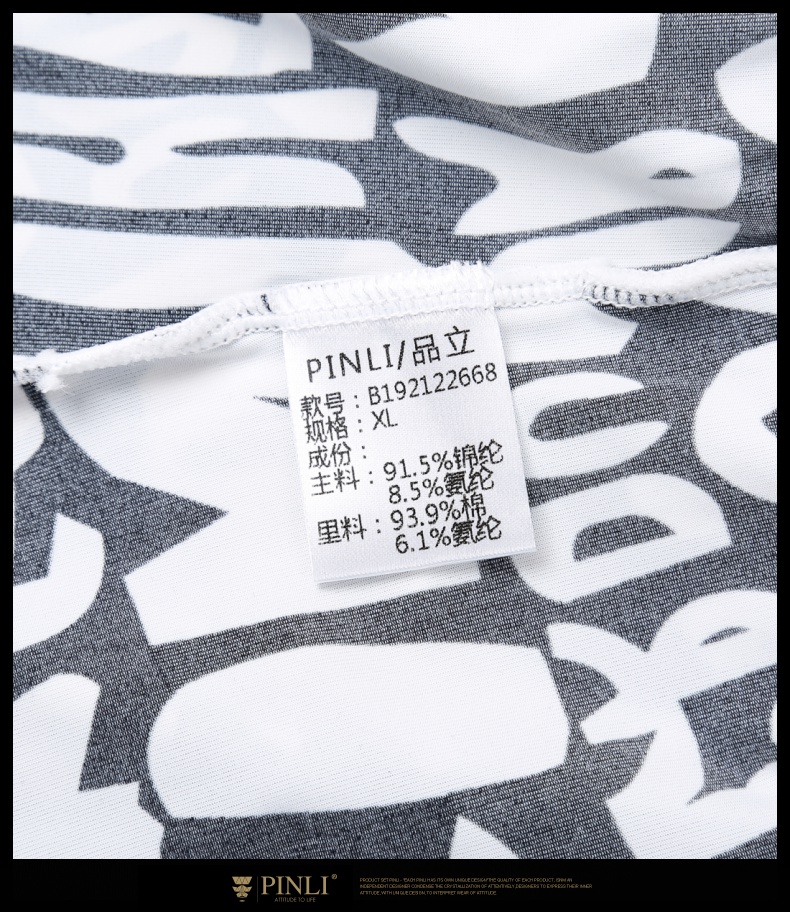 PINLI/品立
款号：B192122668
规格：XL
成份：
主料：91.5%锦纶
8.5%氨纶
里料：93.9%棉
6.1%氨纶
PINLI®
ATTITUDE TO LIFE